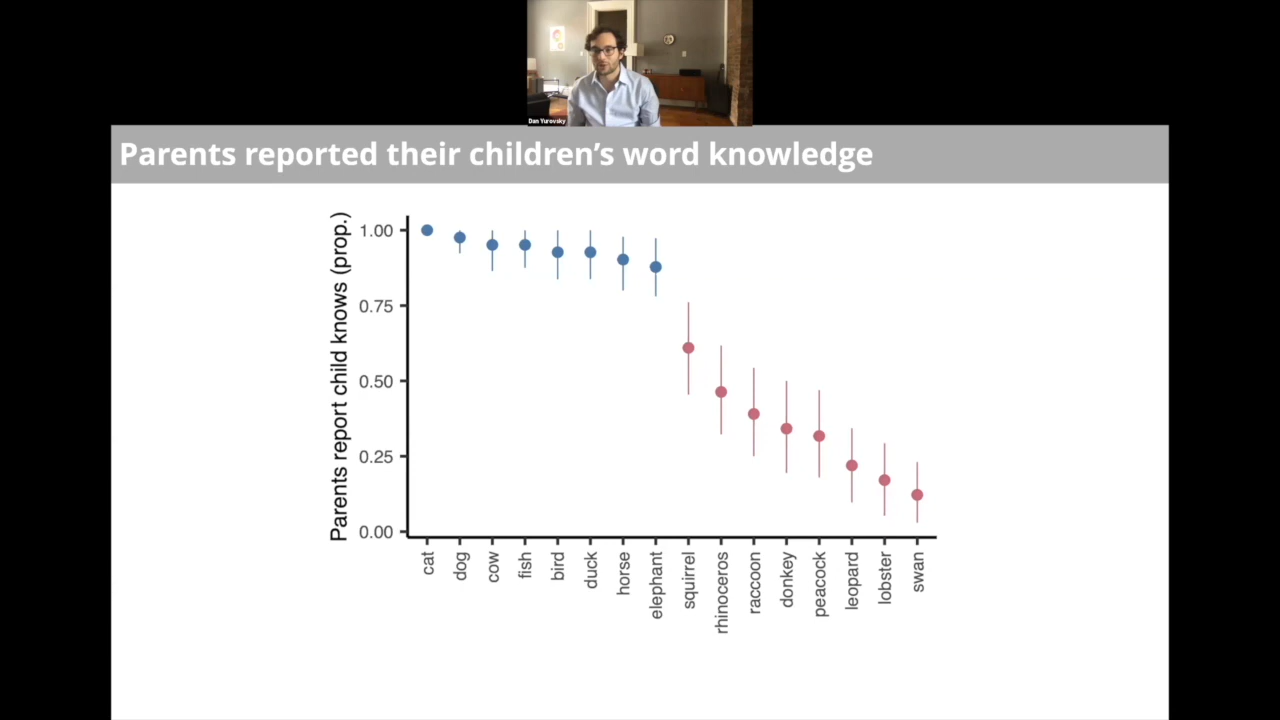 Dan Yurovsky
Parents reported their children's word knowledge
Parents report child knows (prop.)
1.00
0.75
0.50
0.25
0.00
cat
dog
cow
fish
bird
duck
horse
elephant
squirrel
rhinoceros
raccoon
donkey
peacock
leopard
lobster
swan